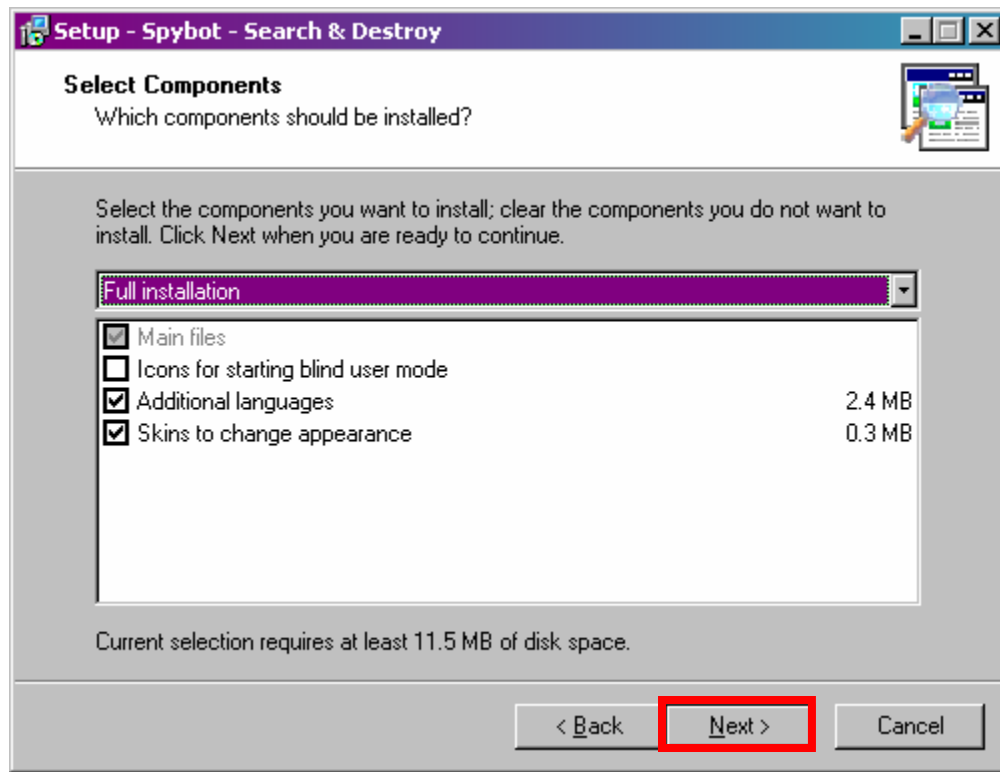 Setup - Spybot - Search & Destroy
Select Components
Which components should be installed?
Select the components you want to install; clear the components you do not want to
install. Click Next when you are ready to continue.
Full installation
Main files
Icons for starting blind user mode
Additional languages 2.4 MB
Skins to change appearance 0.3 MB
Current selection requires at least 11.5 MB of disk space.
< Back Next > Cancel